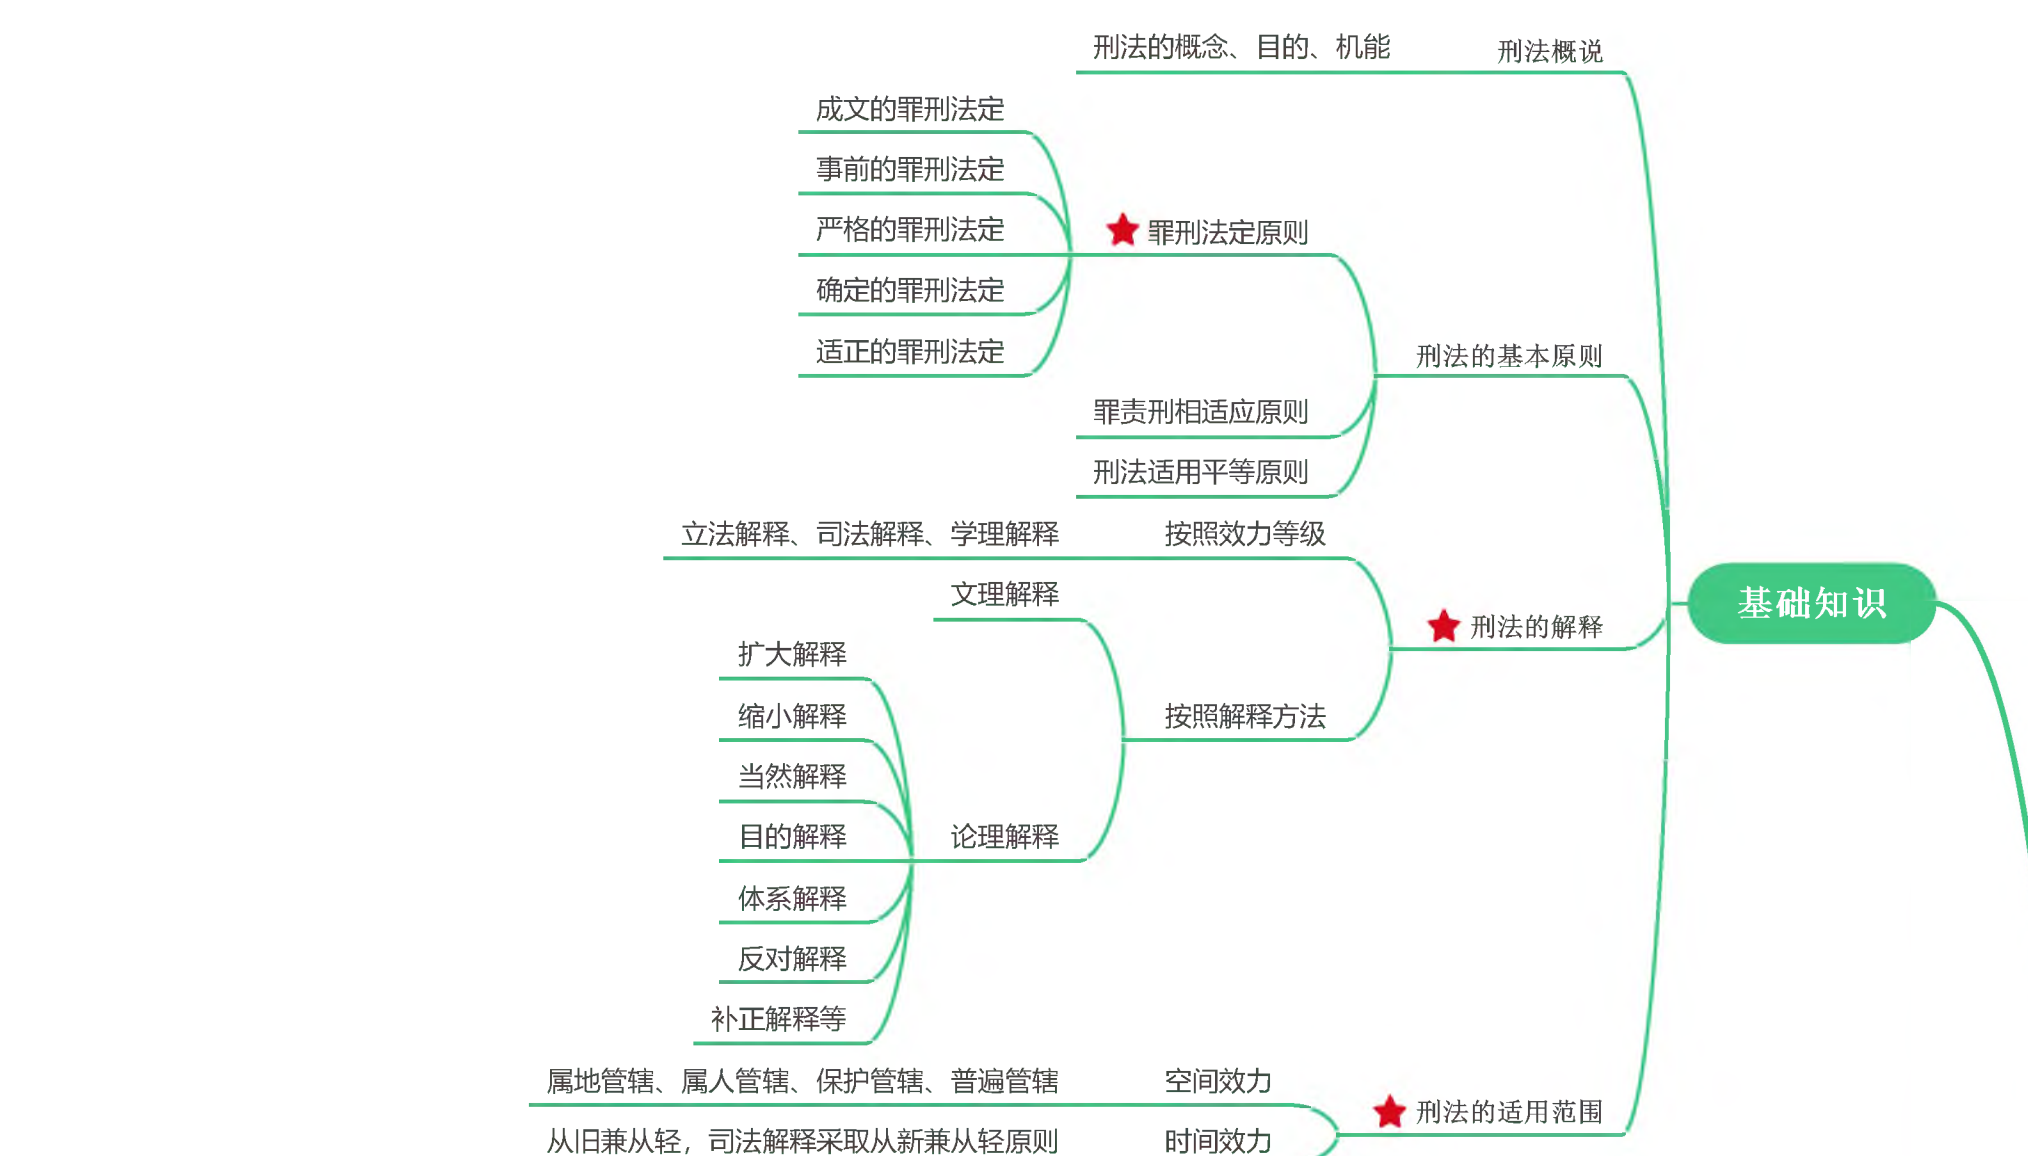 刑法的概念、目的、机能 刑法概说
成文的罪刑法定
事前的罪刑法定
严格的罪刑法定
罪刑法定原则
确定的罪刑法定
适正的罪刑法定
刑法的基本原则
罪责刑相适应原则
刑法适用平等原则
立法解释、司法解释、学理解释 按照效力等级
文理解释
基础知识
刑法的解释
扩大解释
缩小解释
按照解释方法
当然解释
目的解释
论理解释
体系解释
反对解释
补正解释等
属地管辖、属人管辖、保护管辖、普遍管辖 空间效力
刑法的适用范围
从旧兼从轻，司法解释采取从新兼从轻原则 时间效力